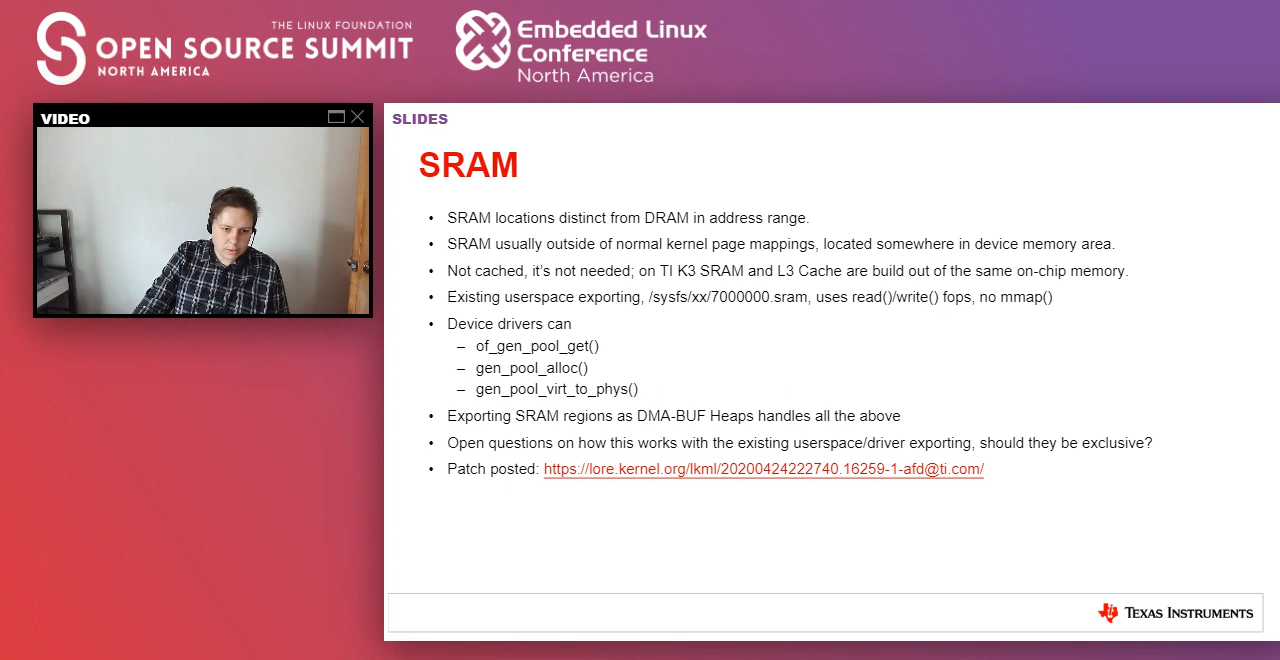 THE LINUX FOUNDATION
OPEN SOURCE SUMMIT
NORTH AMERICA
Embedded Linux
Conference
North America
VIDEO
SLIDES
SRAM
• SRAM locations distinct from DRAM in address range.
• SRAM usually outside of normal kernel page mappings, located somewhere in device memory area.
• Not cached, it’s not needed; on TI K3 SRAM and L3 Cache are build out of the same on-chip memory.
• Existing userspace exporting, /sysfs/xx/7000000.sram, uses read()/write() fops, no mmap()
• Device drivers can
– of_gen_pool_get()
– gen_pool_alloc()
– gen_pool_virt_to_phys()
• Exporting SRAM regions as DMA-BUF Heaps handles all the above
• Open questions on how this works with the existing userspace/driver exporting, should they be exclusive?
• Patch posted: https://lore.kernel.org/lkml/20200424222740.16259-1-afd@ti.com/
TEXAS INSTRUMENTS